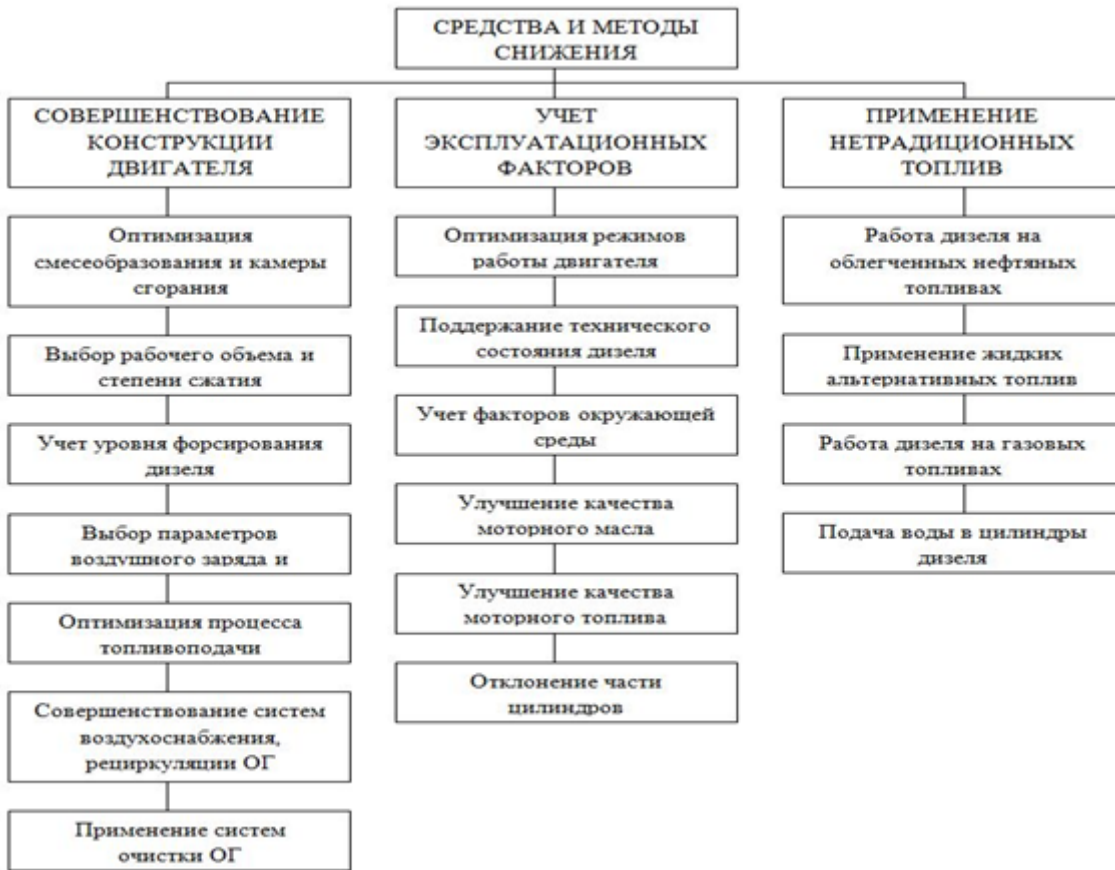 СРЕДСТВА И МЕТОДЫ
СНИЖЕНИЯ
СОВЕРШЕНСТВОВАНИЕ
КОНСТРУКЦИИ
ДВИГАТЕЛЯ
Оптимизация
смесеобразования и камеры
сгорания
Выбор рабочего объема и
степени сжатия
Учет уровня форсирования
дизеля
Выбор параметров
воздушного заряда и
Оптимизация процесса
топливоподачи
Совершенствование систем
воздухоснабжения,
рециркуляции ОГ
Применение систем
очистки ОГ
УЧЕТ
ЭКСПЛУАТАЦИОННЫХ
ФАКТОРОВ
Оптимизация режимов
работы двигателя
Поддержание технического
состояния дизеля
Учет факторов окружающей
среды
Улучшение качества
моторного масла
Улучшение качества
моторного топлива
Отклонение части
цилиндров
ПРИМЕНЕНИЕ
НЕТРАДИЦИОННЫХ
ТОПЛИВ
Работа дизеля на
облегченных нефтяных
топливах
Применение жидких
альтернативных топлив
Работа дизеля на газовых
топливах
Подача воды в цилиндры
дизеля